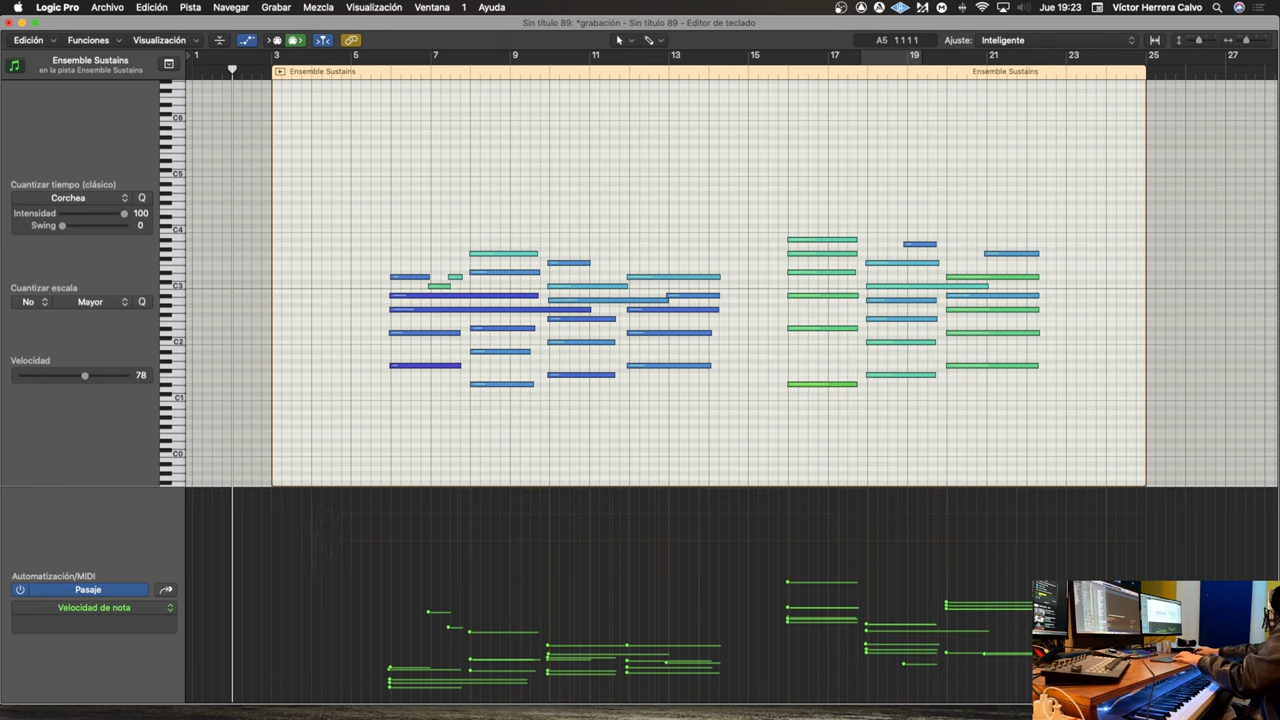 Logic Pro Archivo Edición Pista Navegar Grabar Mezcla Visualización Ventana 1 Ayuda Jue 19:23 Víctor Herrera Calvo
Sin título 89: *grabación - Sin título 89 - Editor de teclado
Edición Funciones Visualización A5 1 1 1 1 Ajuste: Inteligente
1 3 5 7 9 11 13 15 17 19 21 23 25 27
Ensemble Sustains
en la pista Ensemble Sustains
Ensemble Sustains Ensemble Sustains
C6
C5
Cuantizar tiempo (clásico)
Corchea Q
Intensidad 100
Swing 0
C4
C3
Cuantizar escala
No Mayor Q
C2
Velocidad
78
C1
C0
Automatización/MIDI
Pasaje
Velocidad de nota